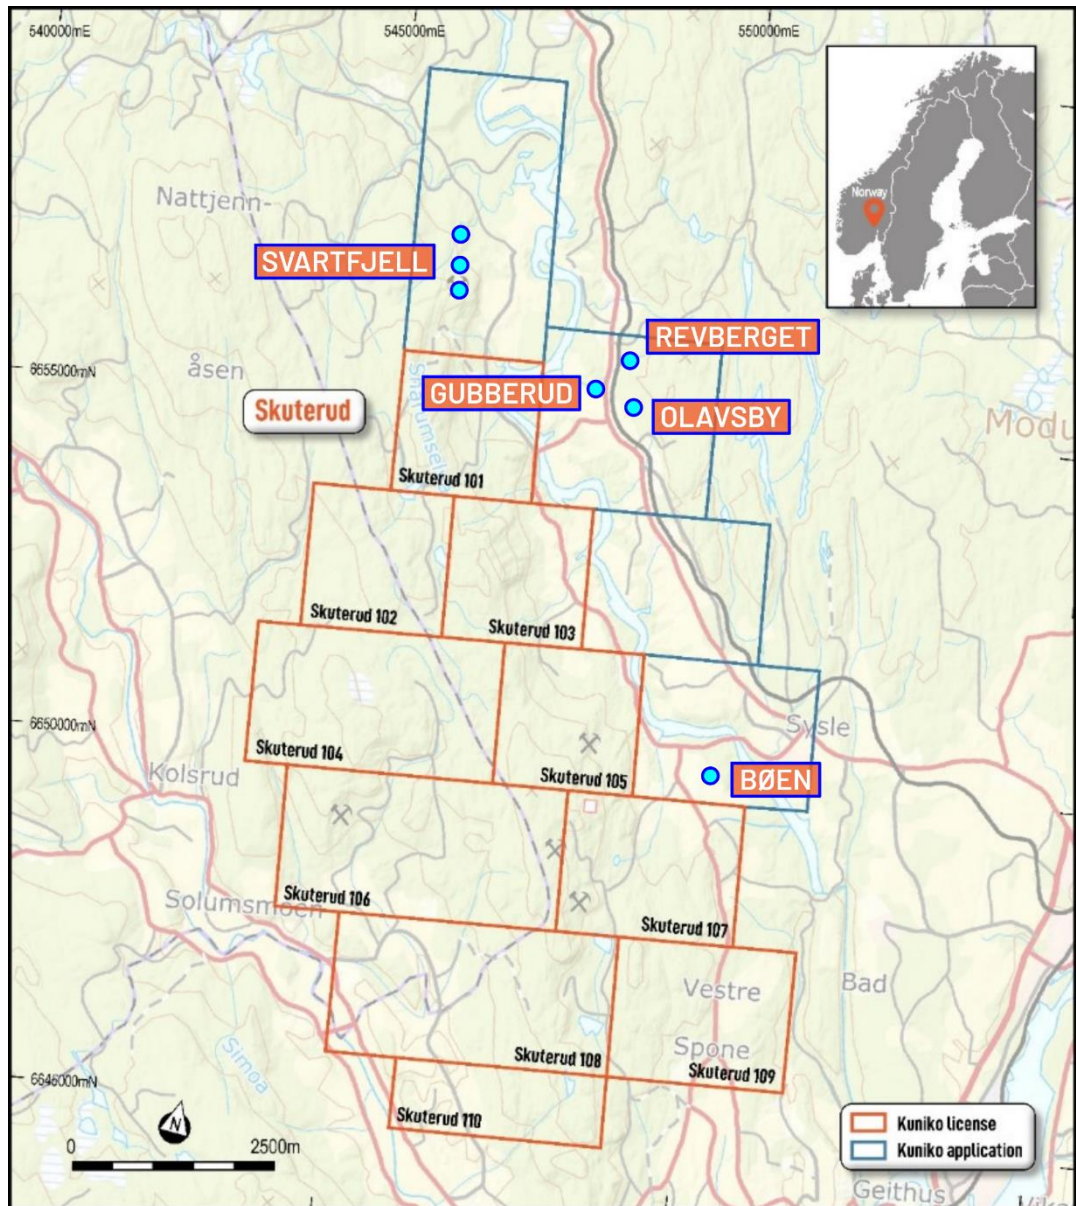 540000mE
545000mE
550000mE
Nattjenn-
åsen
Norway
SVARTFJELL
REVBERGET
6655000mN
GUBBERUD
OLAVSBY
Skuterud
Snarumselva
Modu
Skuterud 101
Skuterud 102
Skuterud 103
6650000mN
Sysle
Skuterud 104
Skuterud 105
Kolsrud
BØEN
Skuterud 106
Solumsmoen
Skuterud 107
Vestre
Spone
Bad
Simoa
Skuterud 108
Skuterud 109
6645000mN
Skuterud 110
N
0
2500m
Kuniko license
Kuniko application
Geithus
Vika